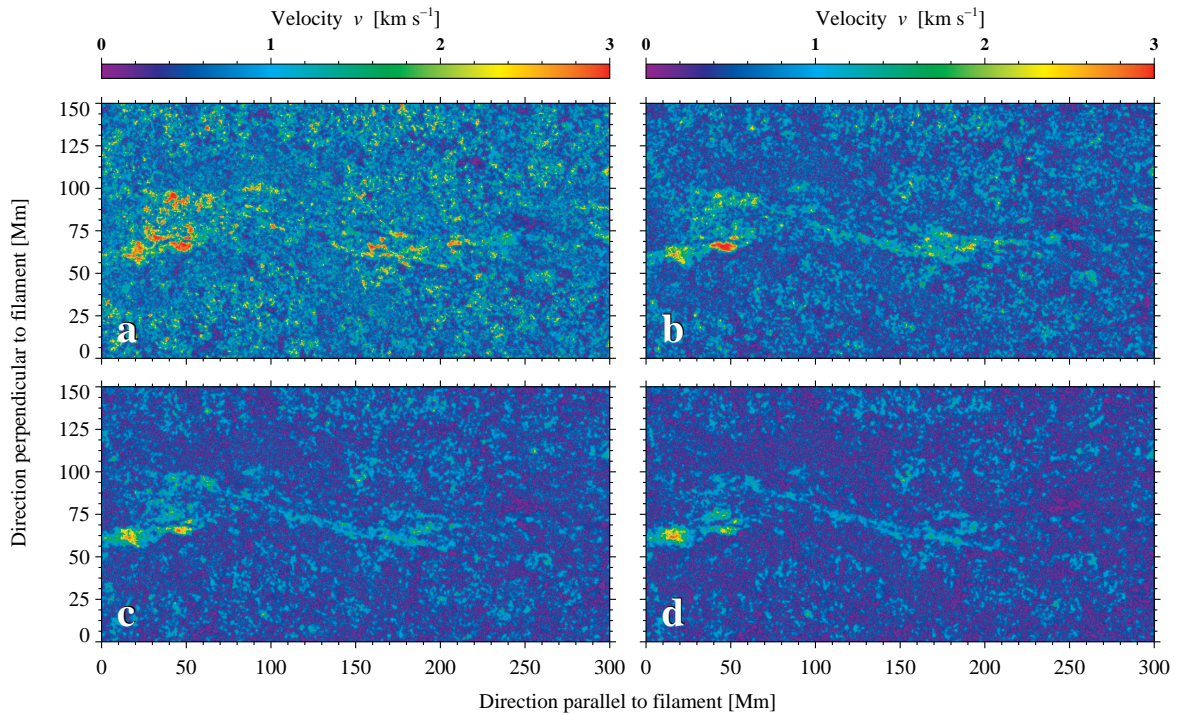 Velocity v [km s⁻¹] Velocity v [km s⁻¹]
0 1 2 3 0 1 2 3
150
125
100
75
50
25
0
a b
Direction perpendicular to filament [Mm]
150
125
100
75
50
25
0
c d
0 50 100 150 200 250 300 0 50 100 150 200 250 300
Direction parallel to filament [Mm]